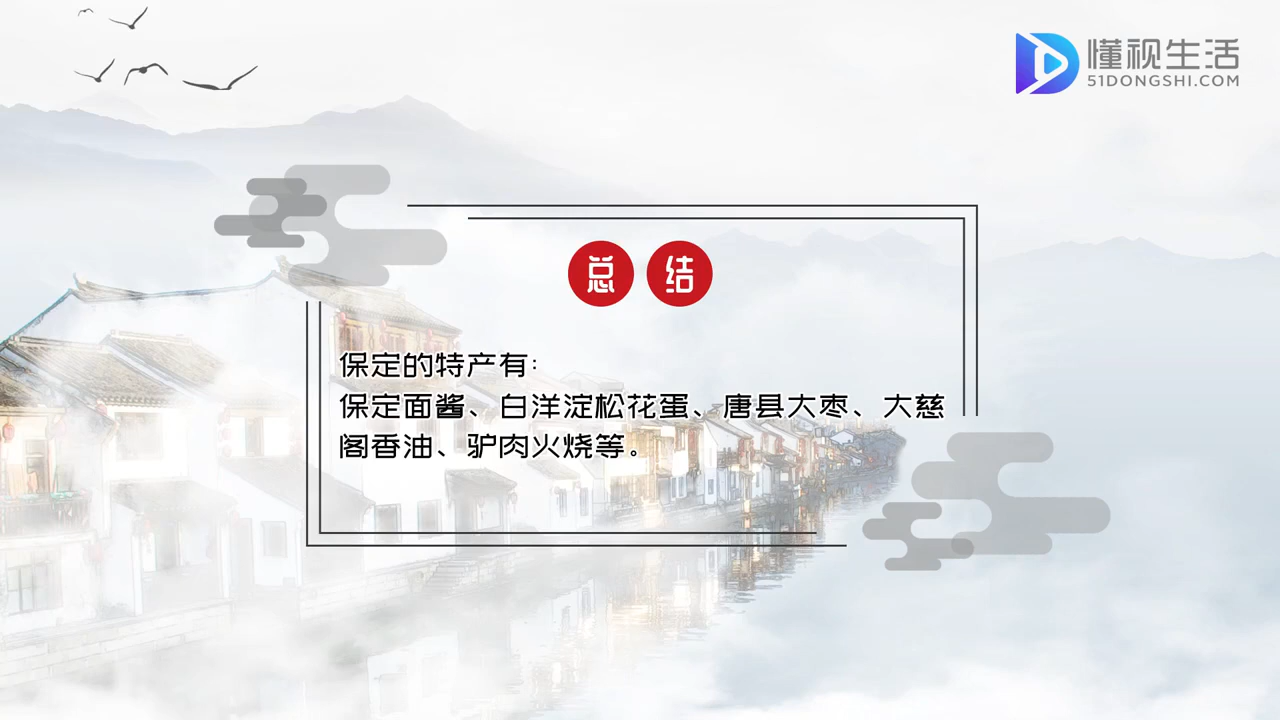 懂视生活
51DONGSHI.COM
总结
保定的特产有:
保定面酱、白洋淀松花蛋、唐县大枣、大慈
阁香油、驴肉火烧等。